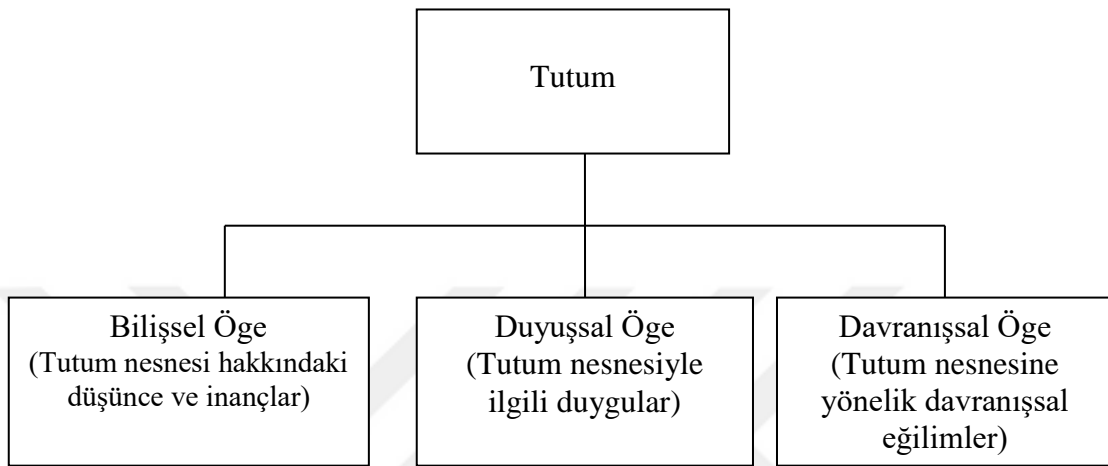 Tutum
Bilişsel Öge
(Tutum nesnesi hakkındaki
düşünce ve inançlar)
Duyuşsal Öge
(Tutum nesnesiyle
ilgili duygular)
Davranışsal Öge
(Tutum nesnesine
yönelik davranışsal
eğilimler)